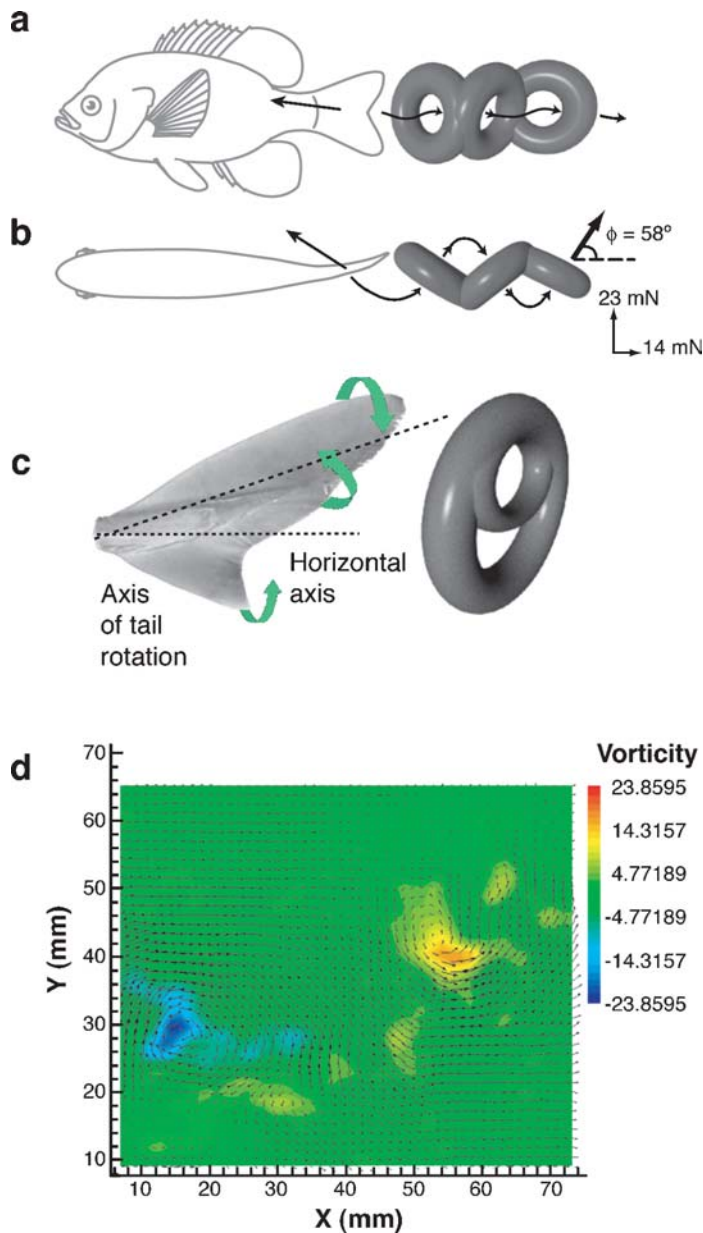 a
b
ϕ = 58º
23 mN
14 mN
c
Axis
of tail
rotation
Horizontal
axis
d
Vorticity
23.8595
14.3157
4.77189
-4.77189
-14.3157
-23.8595
Y (mm)
70
60
50
40
30
20
10
10 20 30 40 50 60 70
X (mm)